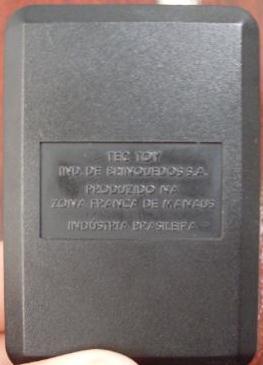 TEC TOY
IND. DE BRINQUEDOS S.A.
PRODUZIDO NA
ZONA FRANCA DE MANAUS
INDÚSTRIA BRASILEIRA